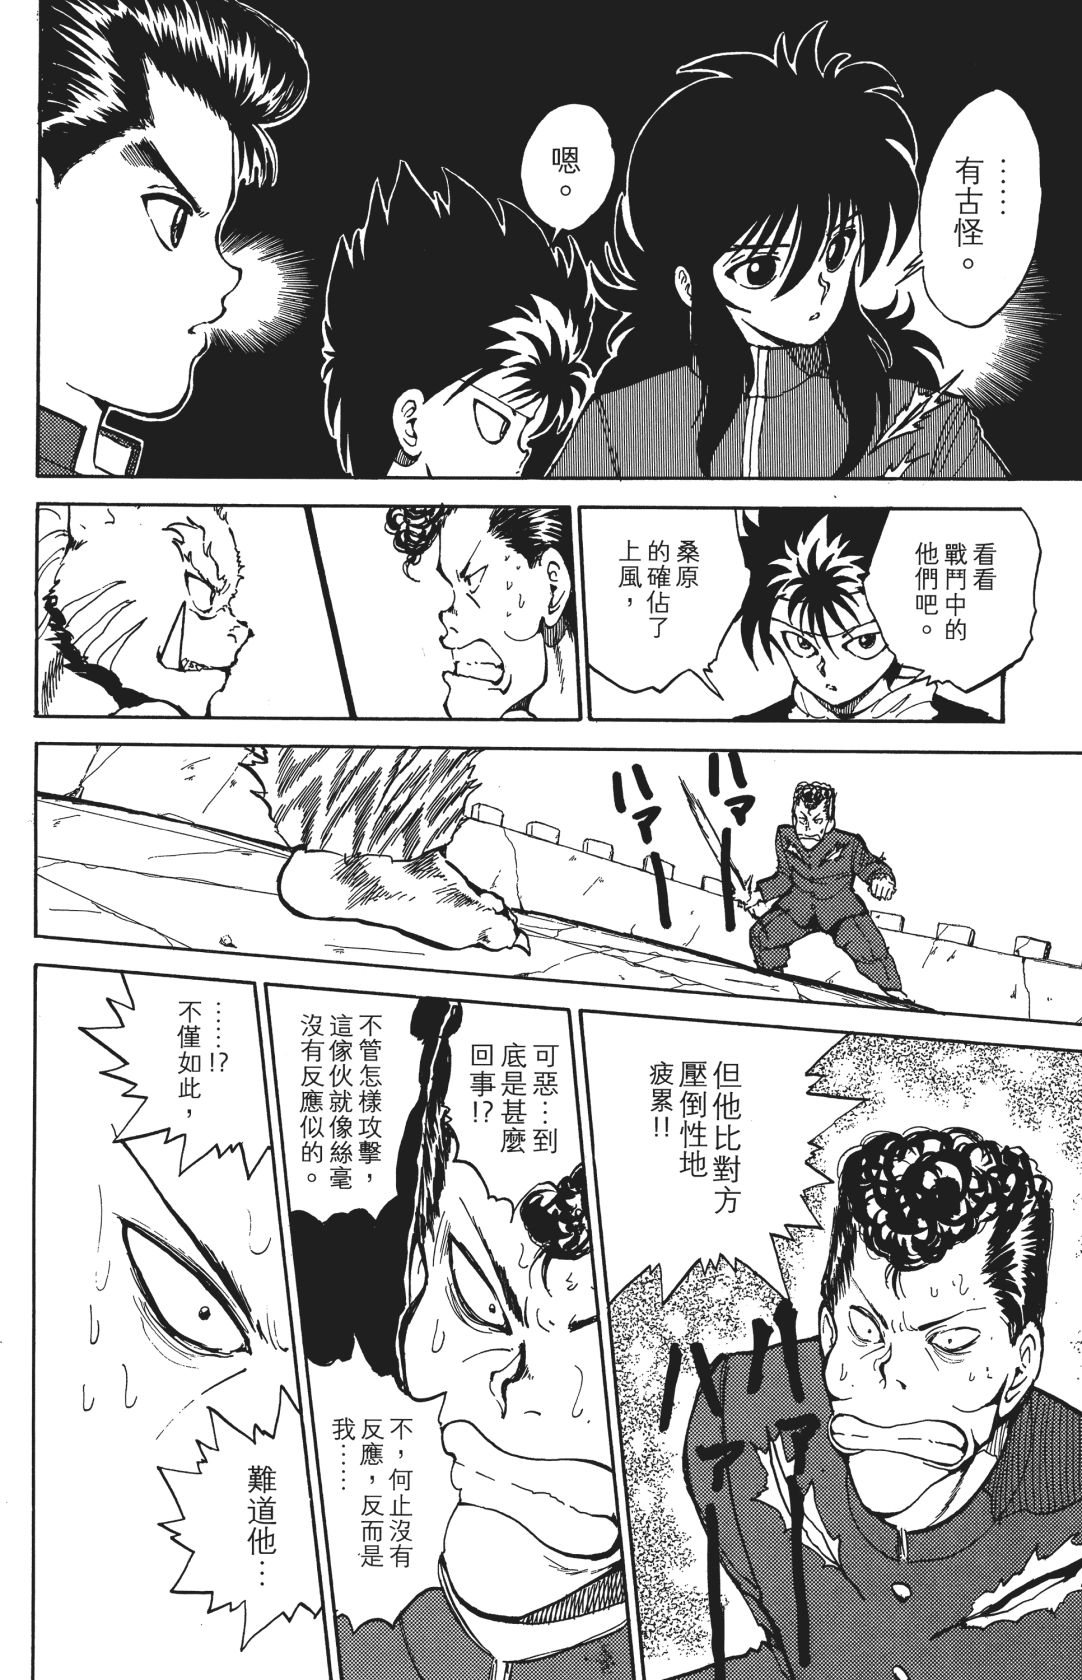 ……
有古怪。
嗯。
看看
戰鬥中的
他們吧。
桑原
的確佔了
上風，
ハァー
ハァー
但他比對方
壓倒性地
疲累!!
ハァー
ハァー
可惡…到
底是甚麼
回事!?
不管怎樣攻擊，
這傢伙就像絲毫
沒有反應似的。
不，何止沒有
反應，反而是
我……
……!?
不僅如此，
難道他…